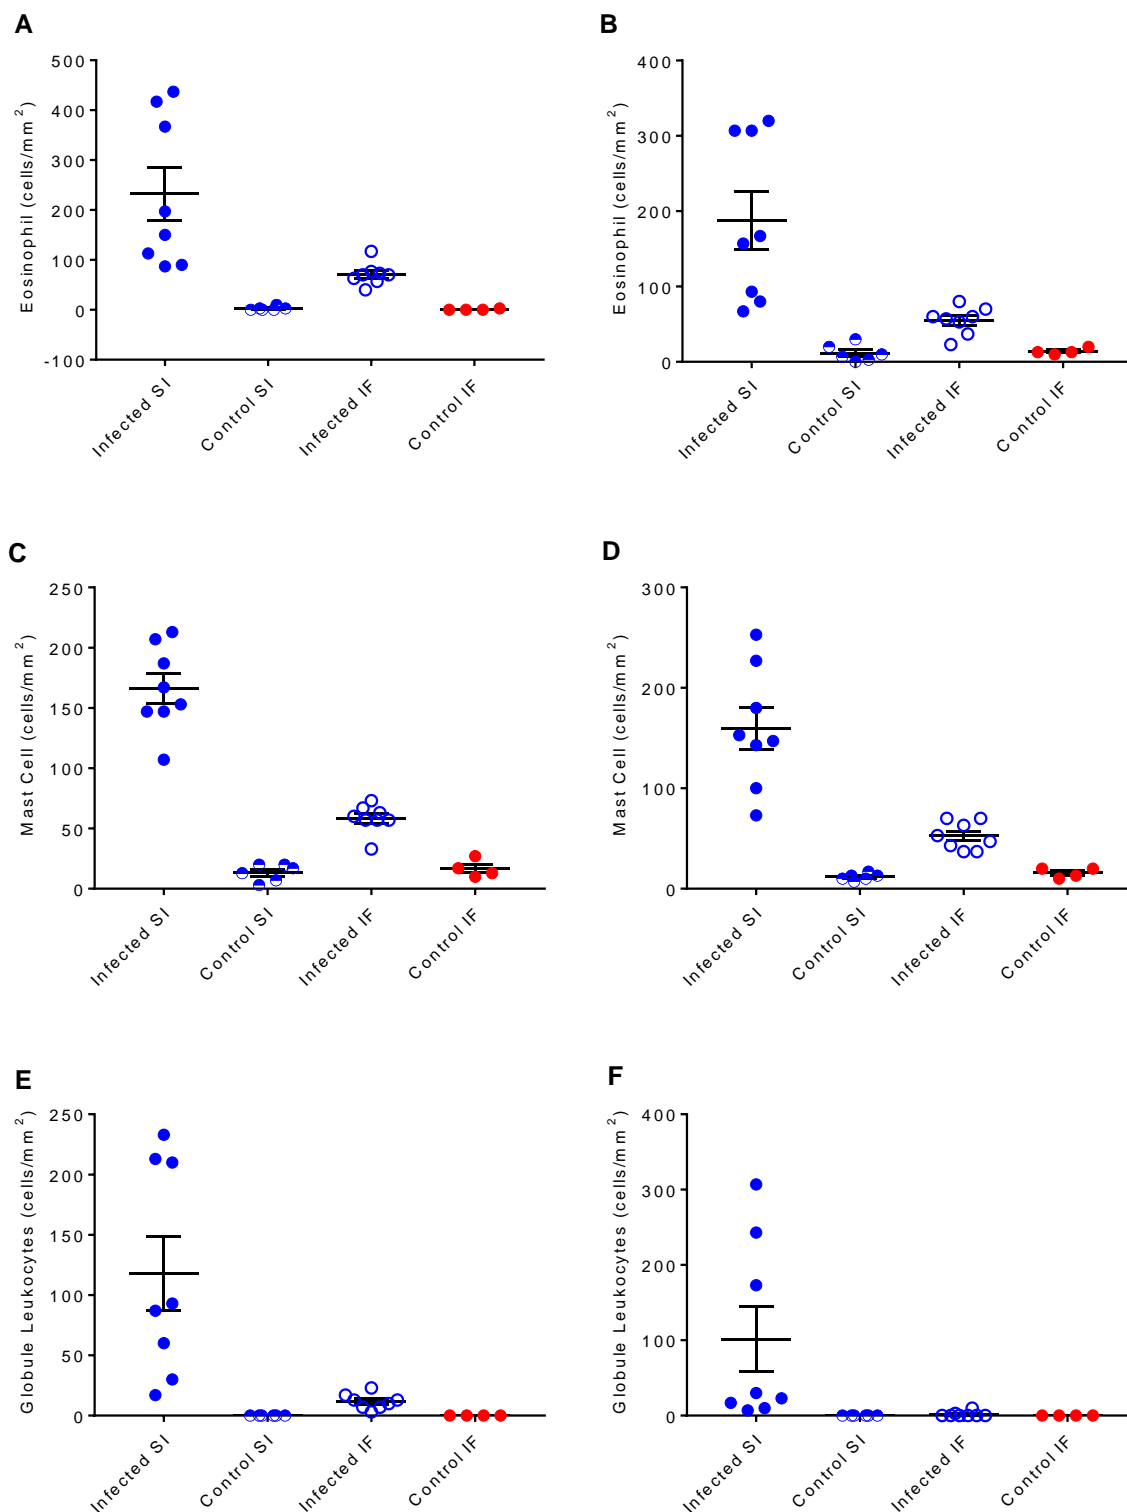 A
B
Eosinophil (cells/mm²)
500
400
300
200
100
0
-100
Infected SI
Control SI
Infected IF
Control IF
Eosinophil (cells/mm²)
400
300
200
100
0
Infected SI
Control SI
Infected IF
Control IF
C
D
Mast Cell (cells/mm²)
250
200
150
100
50
0
Infected SI
Control SI
Infected IF
Control IF
Mast Cell (cells/mm²)
300
200
100
0
Infected SI
Control SI
Infected IF
Control IF
E
F
Globule Leukocytes (cells/mm²)
250
200
150
100
50
0
Infected SI
Control SI
Infected IF
Control IF
Globule Leukocytes (cells/mm²)
400
300
200
100
0
Infected SI
Control SI
Infected IF
Control IF